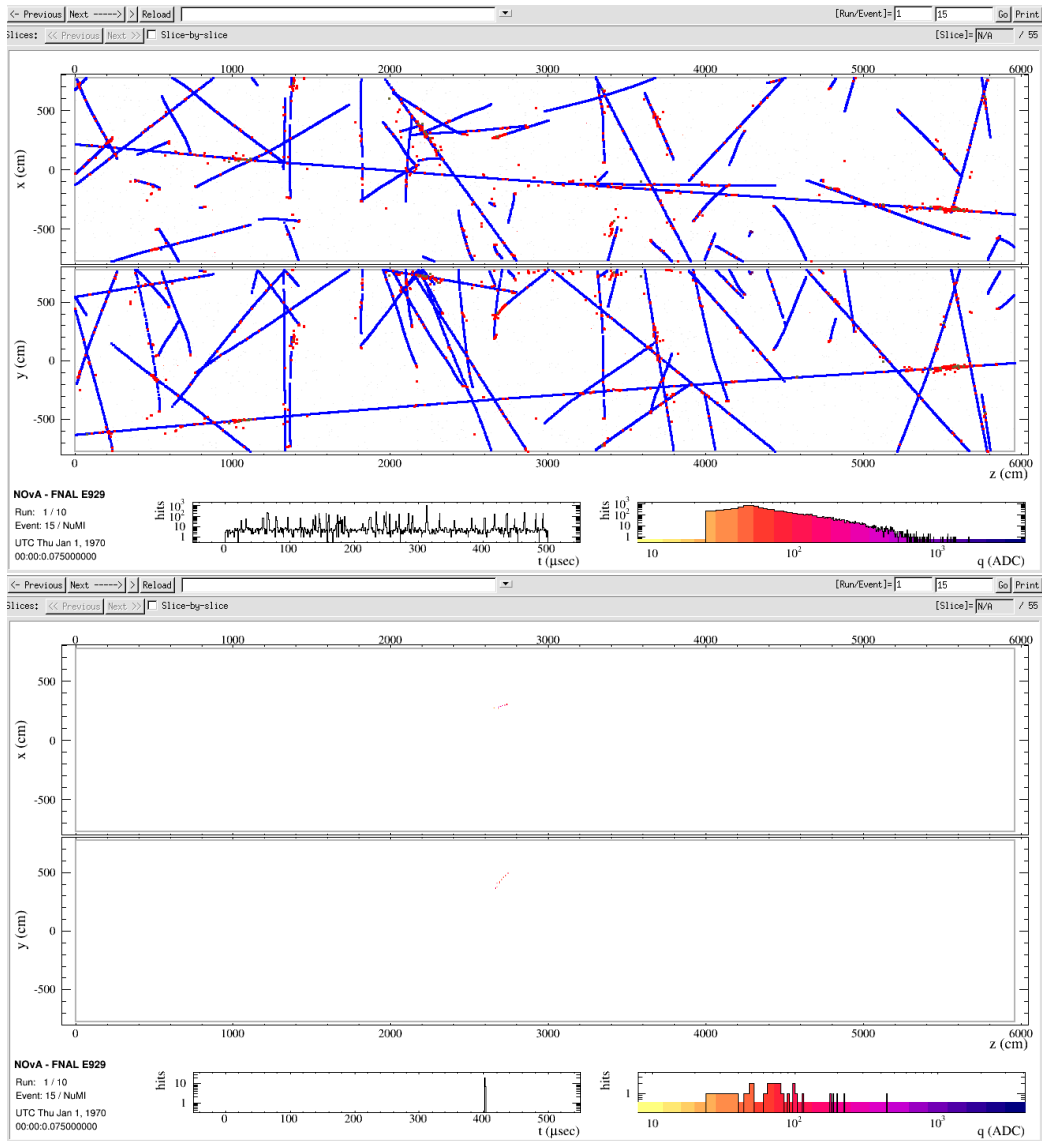 <- Previous Next -----> > Reload [Run/Event]= 1 15 Go Print
Slices: << Previous Next >> Slice-by-slice [Slice]= N/A / 55
0 1000 2000 3000 4000 5000 6000
500
0
-500
x (cm)
500
0
-500
y (cm)
0 1000 2000 3000 4000 5000 6000
z (cm)
NOvA - FNAL E929
Run: 1 / 10
Event: 15 / NuMI
UTC Thu Jan 1, 1970
00:00:0.075000000
hits
10³
10²
10
1
0 100 200 300 400 500
t (μsec)
hits
10³
10²
10
1
10 10² 10³
q (ADC)
<- Previous Next -----> > Reload [Run/Event]= 1 15 Go Print
Slices: << Previous Next >> Slice-by-slice [Slice]= N/A / 55
0 1000 2000 3000 4000 5000 6000
500
0
-500
x (cm)
500
0
-500
y (cm)
0 1000 2000 3000 4000 5000 6000
z (cm)
NOvA - FNAL E929
Run: 1 / 10
Event: 15 / NuMI
UTC Thu Jan 1, 1970
00:00:0.075000000
hits
10
1
0 100 200 300 400 500
t (μsec)
hits
1
10 10² 10³
q (ADC)